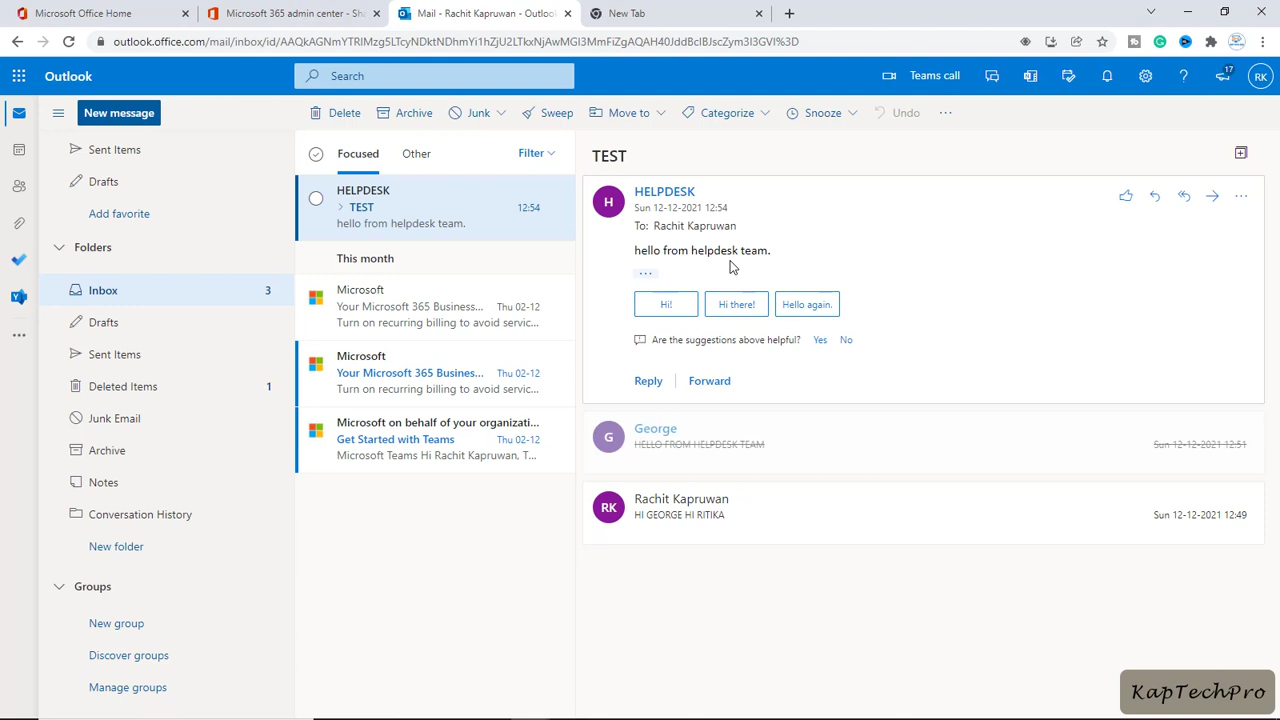 Microsoft Office Home
Microsoft 365 admin center - Sha
Mail - Rachit Kapruwan - Outlook
New Tab
outlook.office.com/mail/inbox/id/AAQkAGNmYTRlMzg5LTcyNDktNDhmYi1hZjU2LTkxNjAwMGI3MmFiZgAQAH40JddBclBJscZym3I3GVI%3D
Outlook
Search
Teams call
17
RK
New message
Delete
Archive
Junk
Sweep
Move to
Categorize
Snooze
Undo
Sent Items
Drafts
Add favorite
Folders
Inbox 3
Drafts
Sent Items
Deleted Items 1
Junk Email
Archive
Notes
Conversation History
New folder
Groups
New group
Discover groups
Manage groups
Focused
Other
Filter
HELPDESK
TEST 12:54
hello from helpdesk team.
This month
Microsoft
Your Microsoft 365 Business... Thu 02-12
Turn on recurring billing to avoid servic...
Microsoft
Your Microsoft 365 Busines... Thu 02-12
Turn on recurring billing to avoid servic...
Microsoft on behalf of your organizati...
Get Started with Teams Thu 02-12
Microsoft Teams Hi Rachit Kapruwan, T...
TEST
H
HELPDESK
Sun 12-12-2021 12:54
To: Rachit Kapruwan
hello from helpdesk team.
...
Hi!
Hi there!
Hello again.
Are the suggestions above helpful? Yes No
Reply
Forward
G
George
HELLO FROM HELPDESK TEAM Sun 12-12-2021 12:51
RK
Rachit Kapruwan
HI GEORGE HI RITIKA Sun 12-12-2021 12:49
KapTechPro